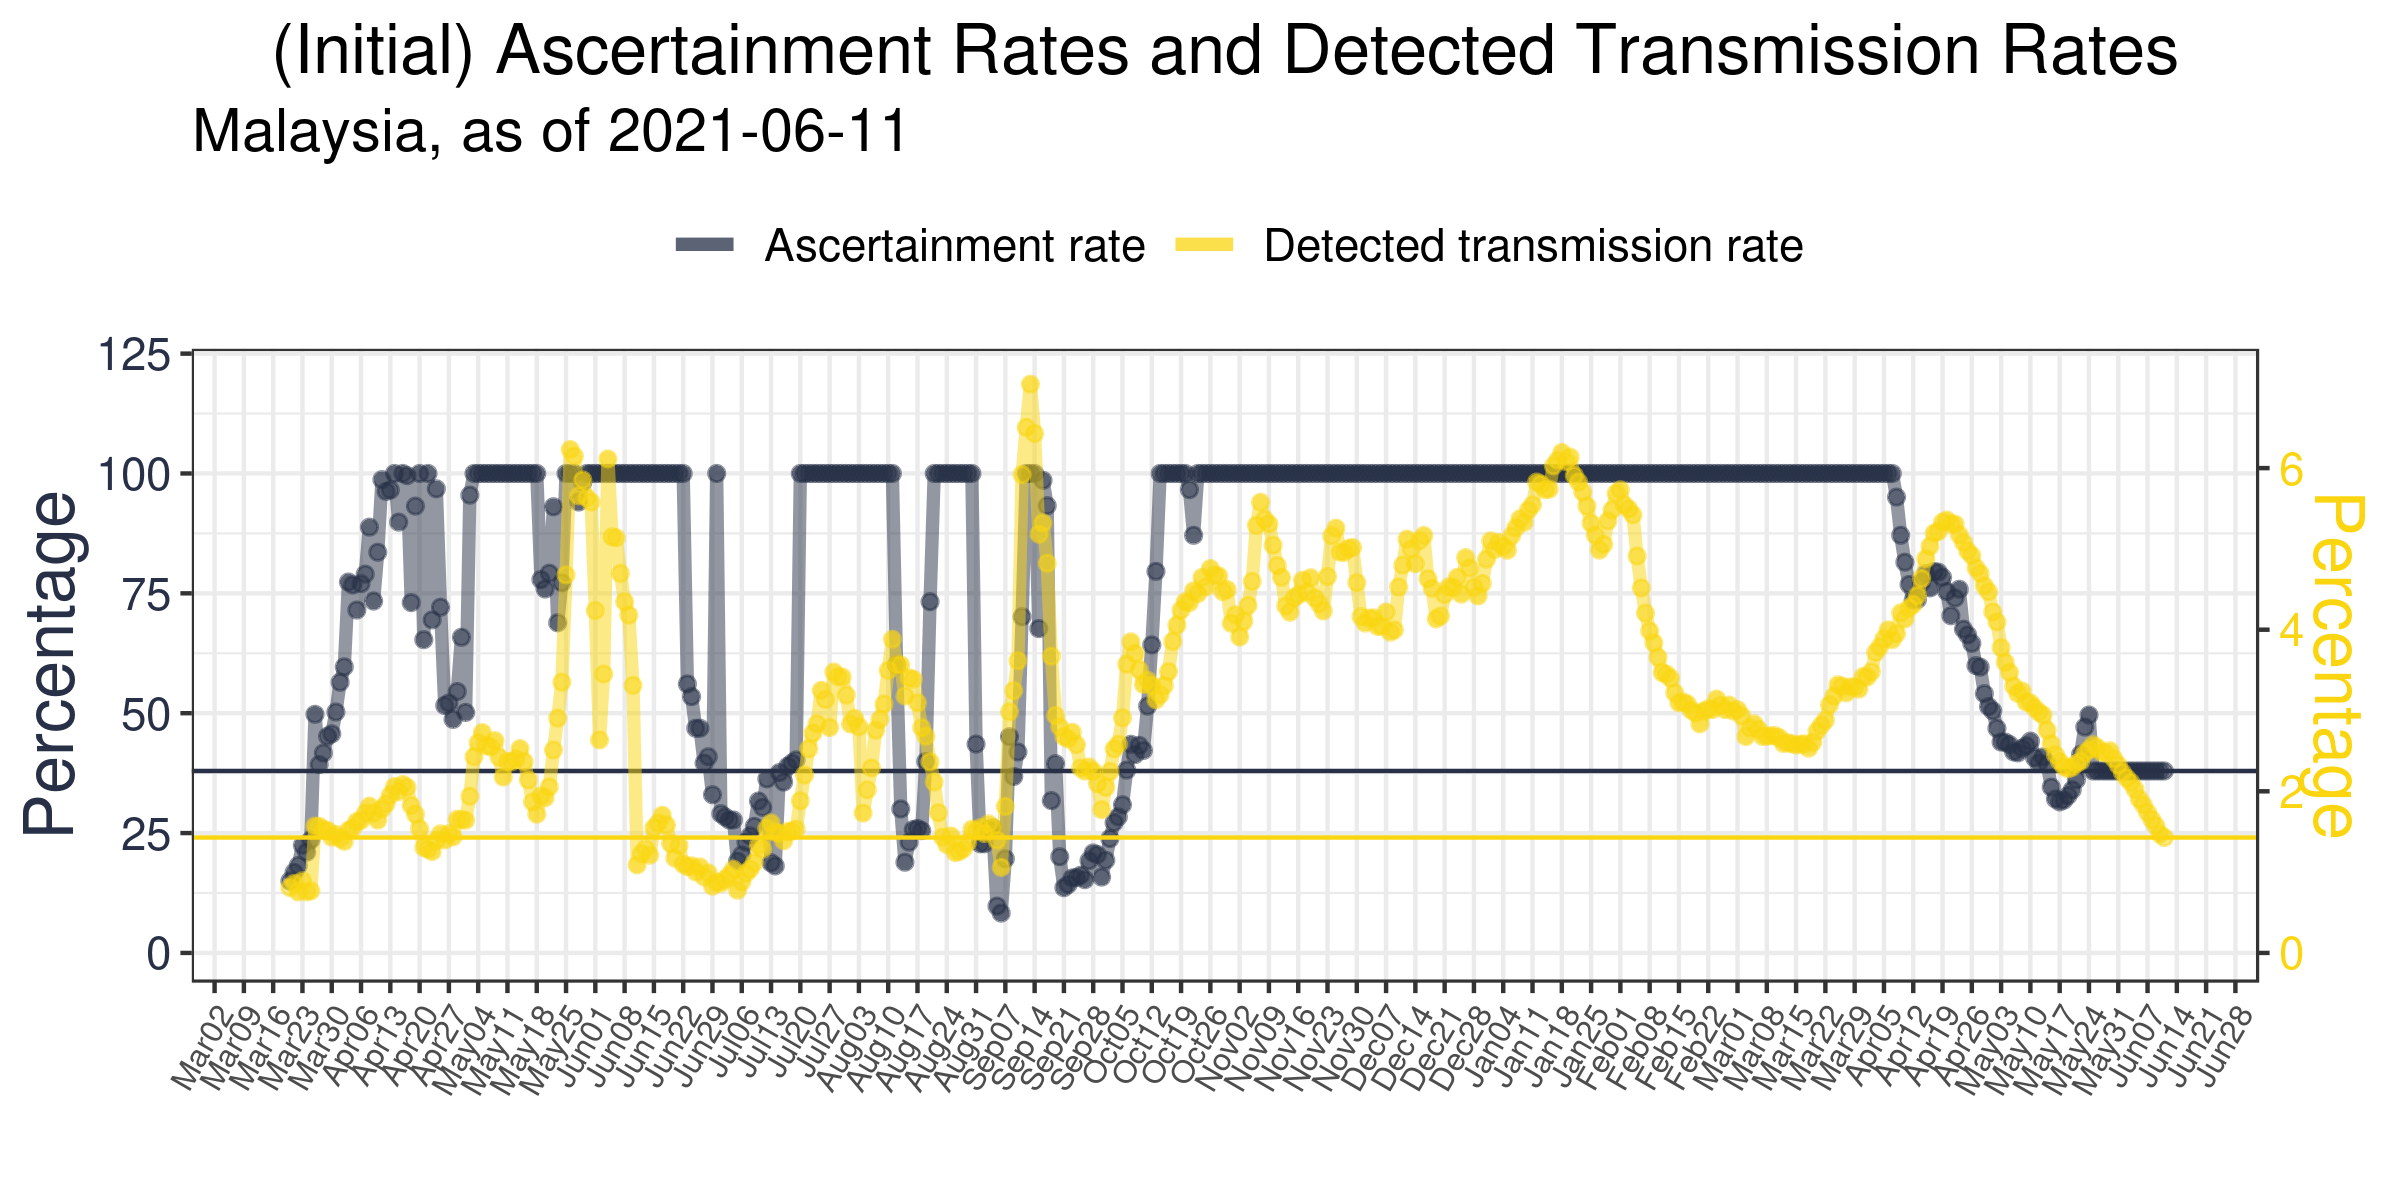 (Initial) Ascertainment Rates and Detected Transmission Rates
Malaysia, as of 2021-06-11
Ascertainment rate
Detected transmission rate
125
100
75
50
25
0
Percentage
6
4
2
0
Percentage
Mar02
Mar09
Mar16
Mar23
Mar30
Apr06
Apr13
Apr20
Apr27
May04
May11
May18
May25
Jun01
Jun08
Jun15
Jun22
Jun29
Jul06
Jul13
Jul20
Jul27
Aug03
Aug10
Aug17
Aug24
Aug31
Sep07
Sep14
Sep21
Sep28
Oct05
Oct12
Oct19
Oct26
Nov02
Nov09
Nov16
Nov23
Nov30
Dec07
Dec14
Dec21
Dec28
Jan04
Jan11
Jan18
Jan25
Feb01
Feb08
Feb15
Feb22
Mar01
Mar08
Mar15
Mar22
Mar29
Apr05
Apr12
Apr19
Apr26
May03
May10
May17
May24
May31
Jun07
Jun14
Jun21
Jun28